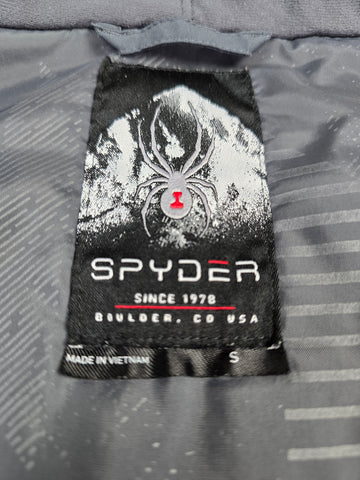 SPYDER
SINCE 1978
BOULDER, CO USA
MADE IN VIETNAM S